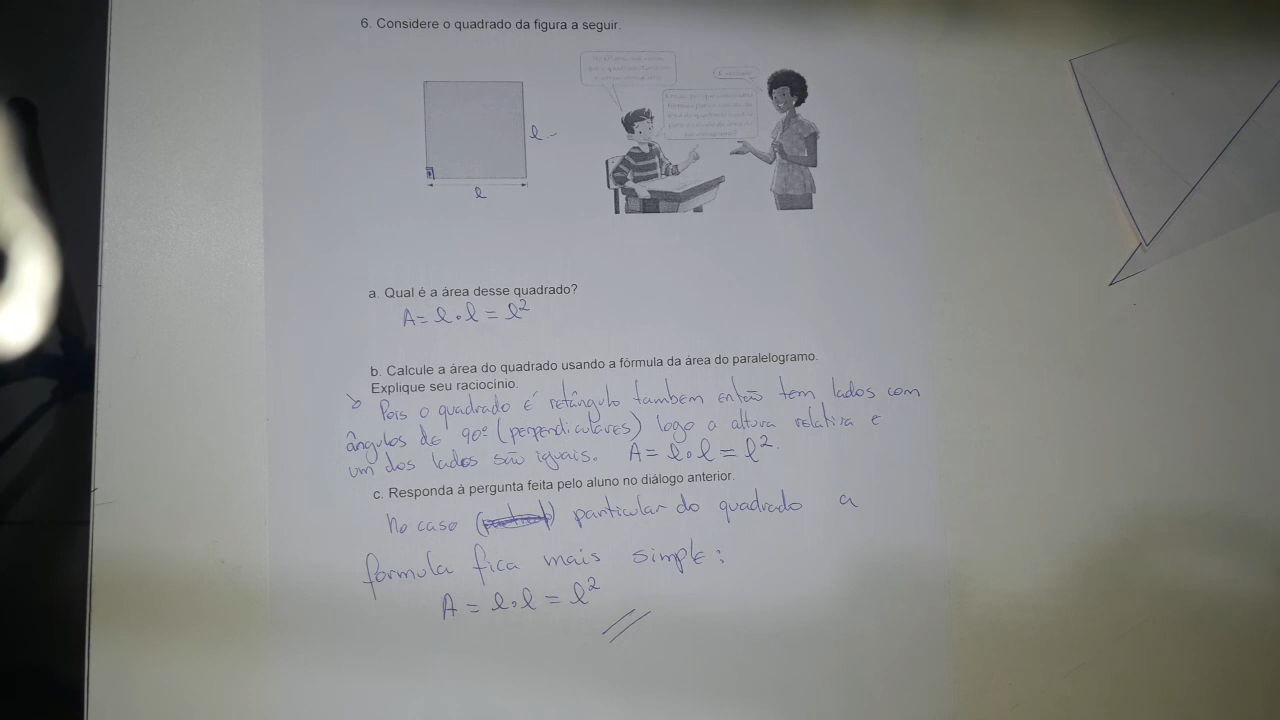 6. Considere o quadrado da figura a seguir.
ℓ
ℓ
a. Qual é a área desse quadrado?
A = ℓ . ℓ = ℓ²
b. Calcule a área do quadrado usando a fórmula da área do paralelogramo.
Explique seu raciocínio.
Pois o quadrado é retângulo também então tem lados com
ângulos de 90º (perpendiculares) logo a altura relativa e
um dos lados são iguais. A = ℓ . ℓ = ℓ².
c. Responda à pergunta feita pelo aluno no diálogo anterior.
No caso particular do quadrado a
formula fica mais simple:
A = ℓ . ℓ = ℓ²